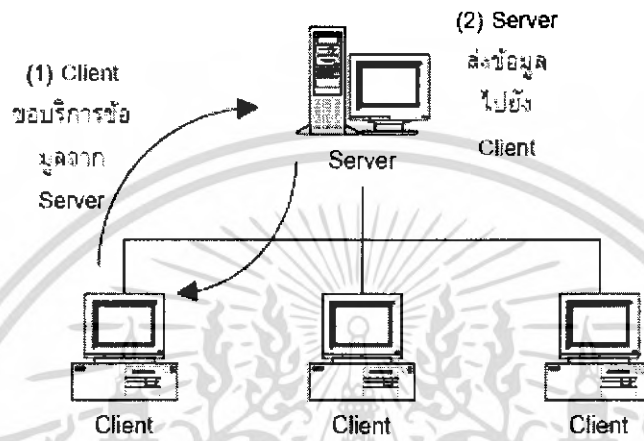 (1) Client
ขอบริการข้อ
มูลจาก
Server
(2) Server
ส่งข้อมูล
ไปยัง
Client
Server
Client
Client
Client